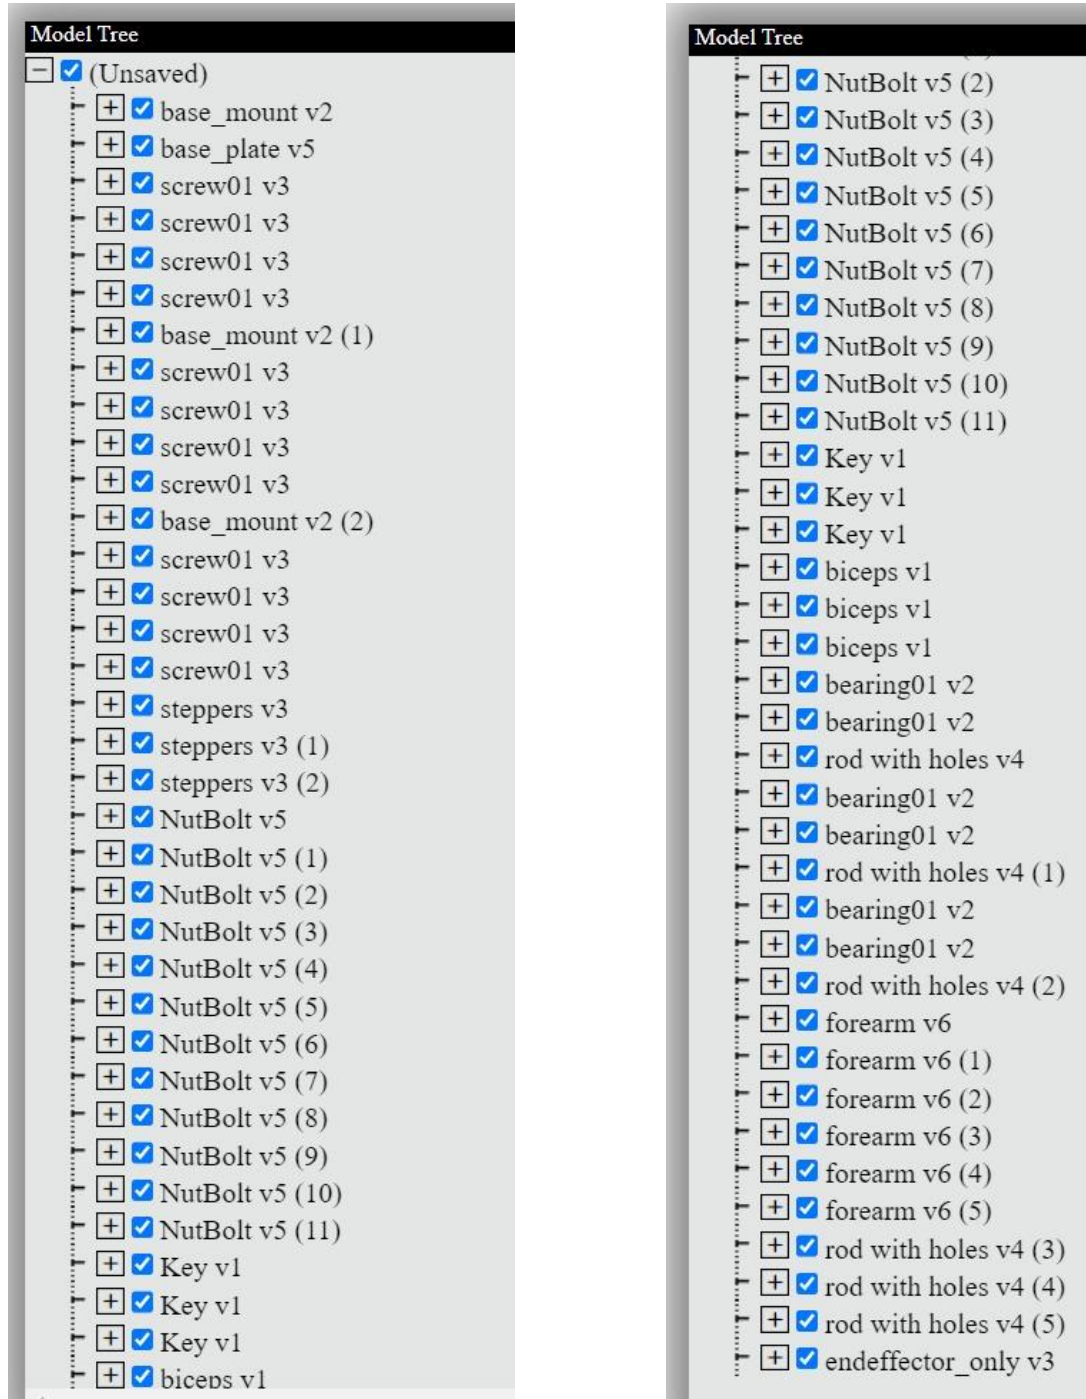 Model Tree
(Unsaved)
base_mount v2
base_plate v5
screw01 v3
screw01 v3
screw01 v3
screw01 v3
base_mount v2 (1)
screw01 v3
screw01 v3
screw01 v3
screw01 v3
base_mount v2 (2)
screw01 v3
screw01 v3
screw01 v3
screw01 v3
steppers v3
steppers v3 (1)
steppers v3 (2)
NutBolt v5
NutBolt v5 (1)
NutBolt v5 (2)
NutBolt v5 (3)
NutBolt v5 (4)
NutBolt v5 (5)
NutBolt v5 (6)
NutBolt v5 (7)
NutBolt v5 (8)
NutBolt v5 (9)
NutBolt v5 (10)
NutBolt v5 (11)
Key v1
Key v1
Key v1
biceps v1
Model Tree
NutBolt v5 (2)
NutBolt v5 (3)
NutBolt v5 (4)
NutBolt v5 (5)
NutBolt v5 (6)
NutBolt v5 (7)
NutBolt v5 (8)
NutBolt v5 (9)
NutBolt v5 (10)
NutBolt v5 (11)
Key v1
Key v1
Key v1
biceps v1
biceps v1
biceps v1
bearing01 v2
bearing01 v2
rod with holes v4
bearing01 v2
bearing01 v2
rod with holes v4 (1)
bearing01 v2
bearing01 v2
rod with holes v4 (2)
forearm v6
forearm v6 (1)
forearm v6 (2)
forearm v6 (3)
forearm v6 (4)
forearm v6 (5)
rod with holes v4 (3)
rod with holes v4 (4)
rod with holes v4 (5)
endeffector_only v3